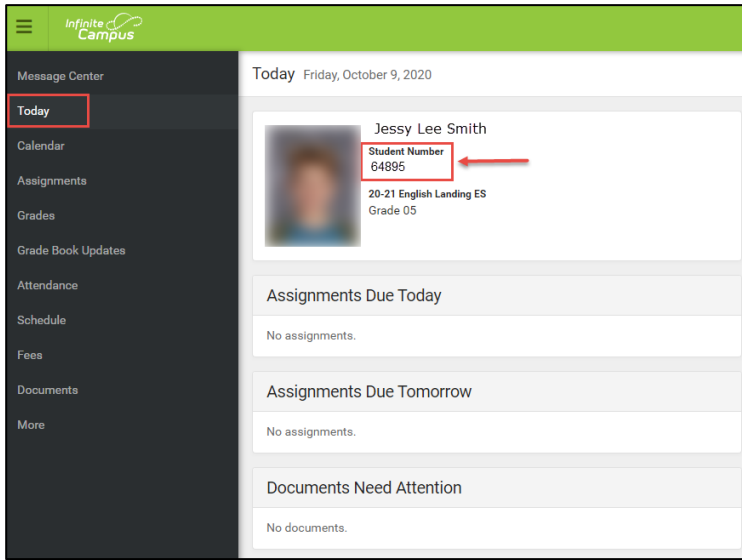 Infinite
Campus
Message Center
Today
Calendar
Assignments
Grades
Grade Book Updates
Attendance
Schedule
Fees
Documents
More
Today Friday, October 9, 2020
Jessy Lee Smith
Student Number
64895
20-21 English Landing ES
Grade 05
Assignments Due Today
No assignments.
Assignments Due Tomorrow
No assignments.
Documents Need Attention
No documents.